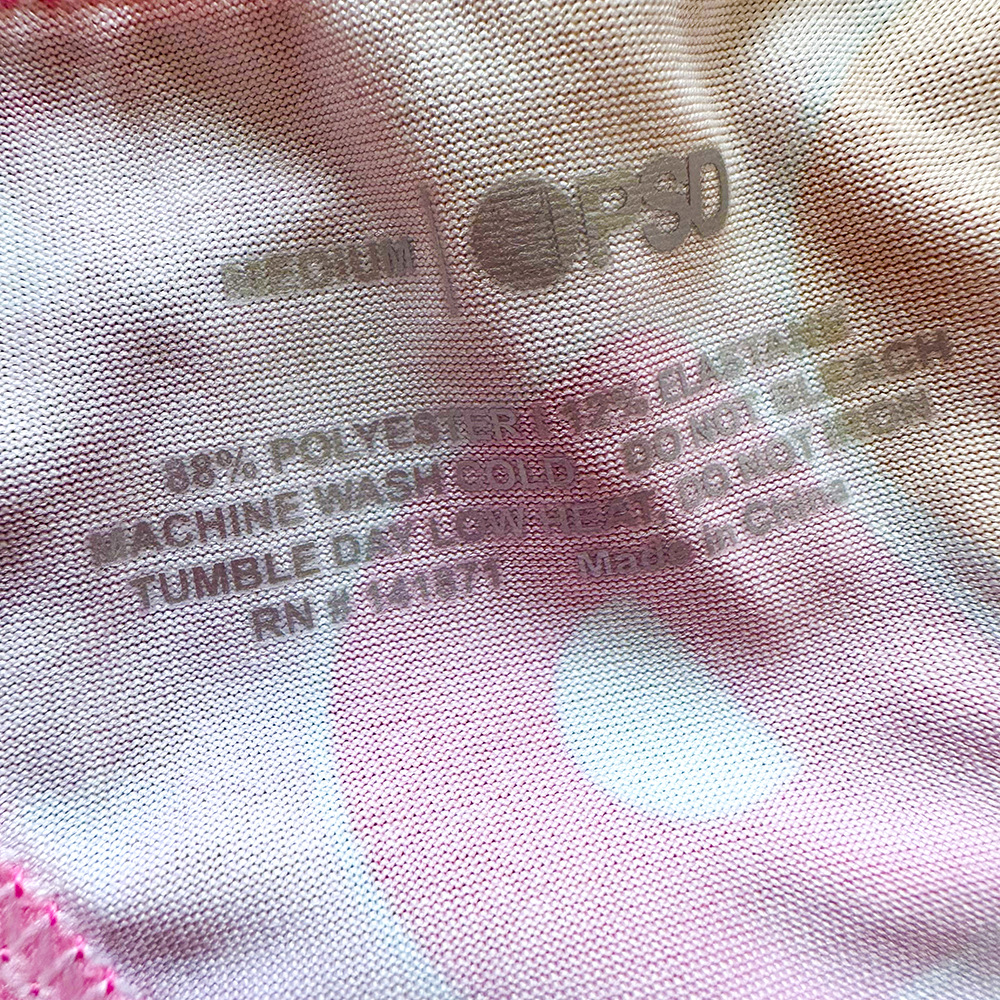 MEDIUM | PSD
88% POLYESTER | 12% ELASTANE
MACHINE WASH COLD. DO NOT BLEACH
TUMBLE DAY LOW HEAT. DO NOT IRON
RN # 141871 Made in China